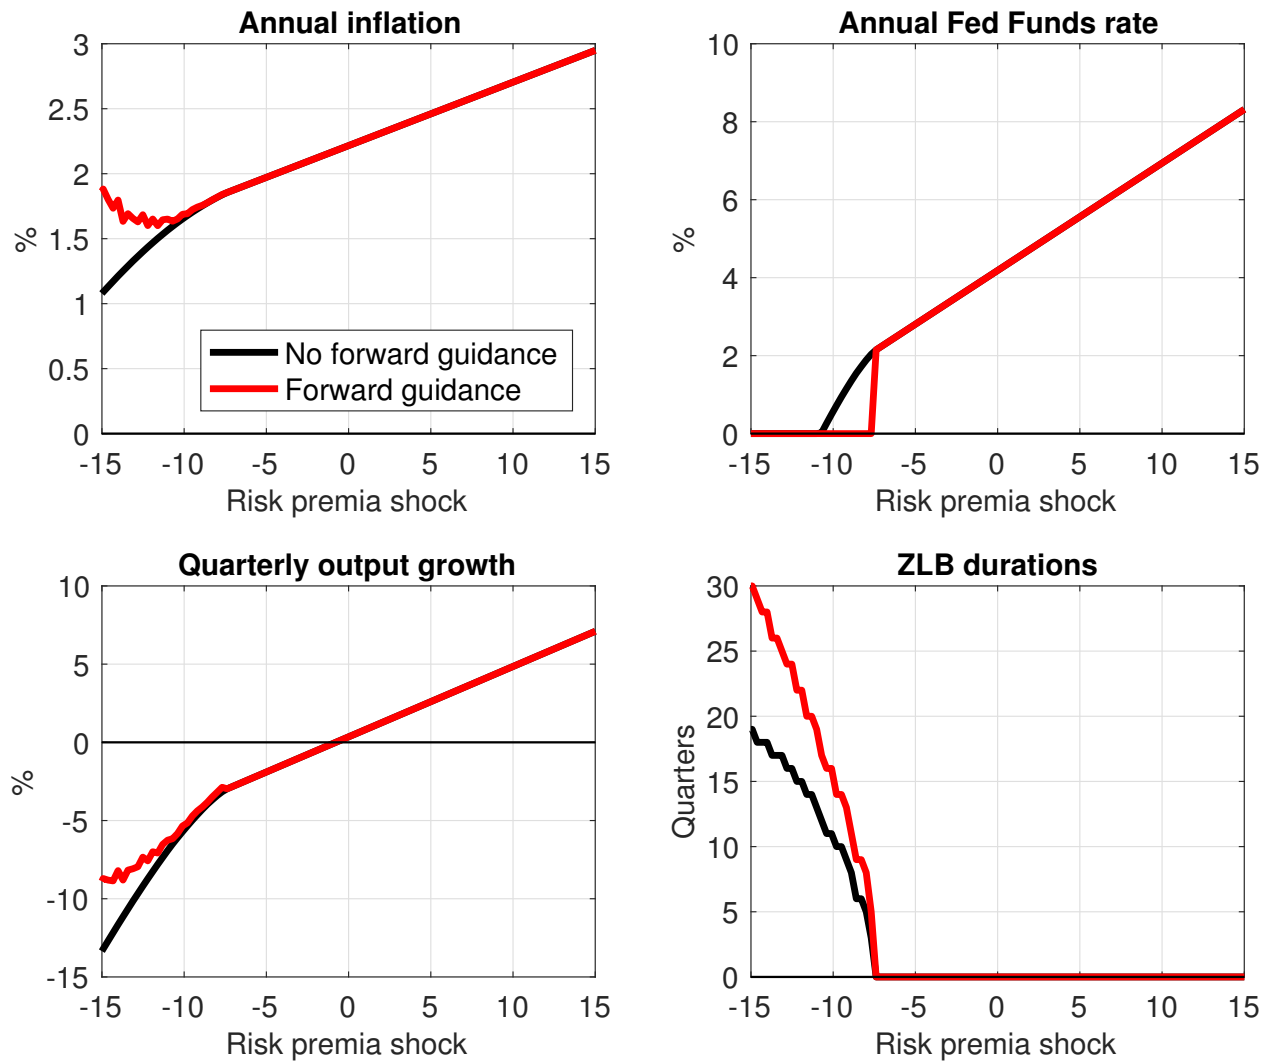 Annual inflation
3
2.5
2
1.5
1
0.5
0
%
-15 -10 -5 0 5 10 15
Risk premia shock
No forward guidance
Forward guidance
Annual Fed Funds rate
10
8
6
4
2
0
%
-15 -10 -5 0 5 10 15
Risk premia shock
Quarterly output growth
10
5
0
-5
-10
-15
%
-15 -10 -5 0 5 10 15
Risk premia shock
ZLB durations
30
25
20
15
10
5
0
Quarters
-15 -10 -5 0 5 10 15
Risk premia shock